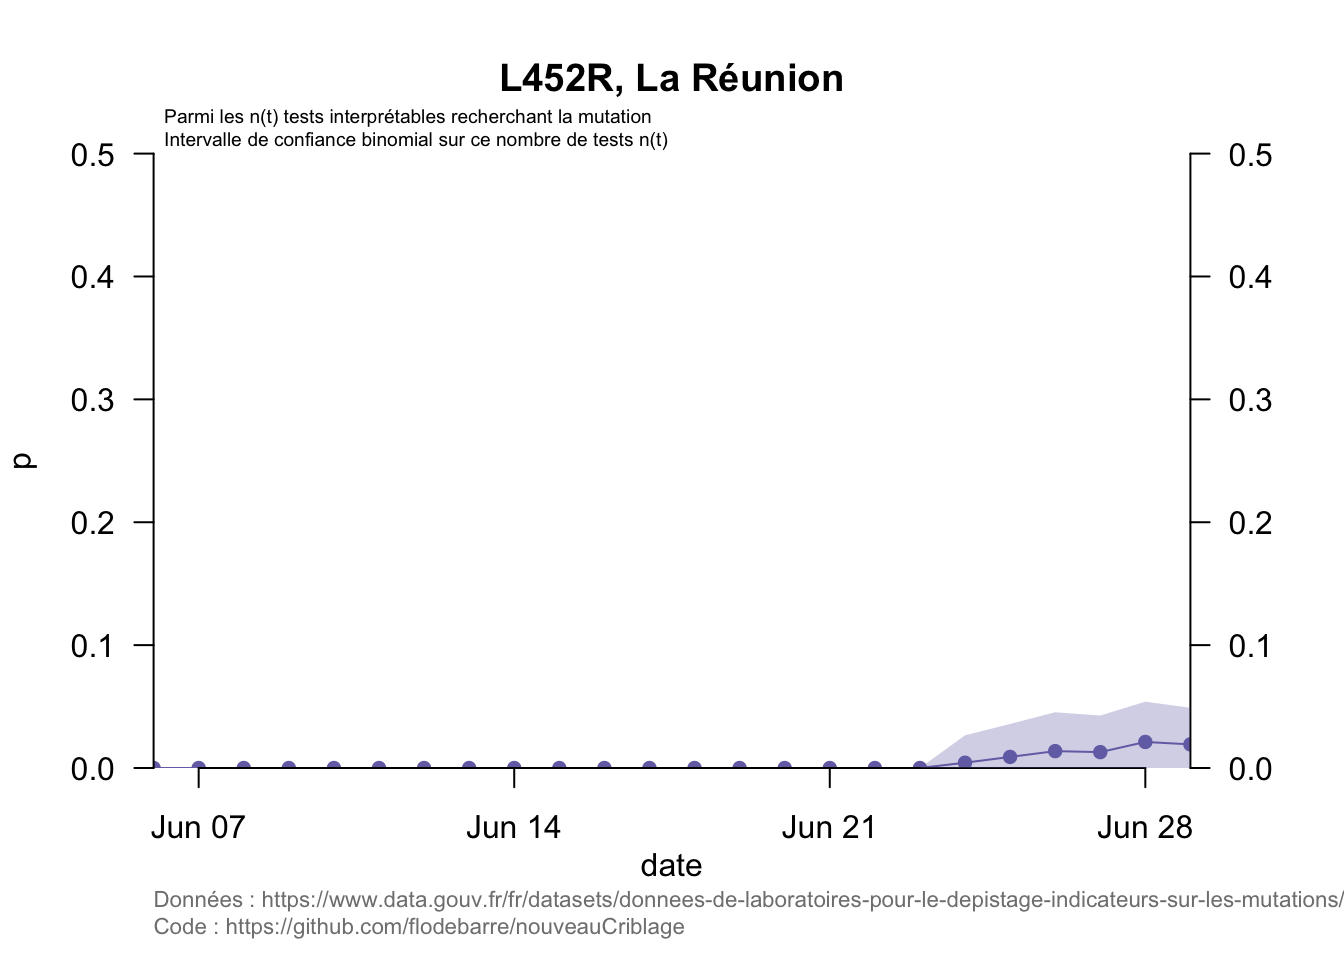 L452R, La Réunion
Parmi les n(t) tests interprétables recherchant la mutation
Intervalle de confiance binomial sur ce nombre de tests n(t)
0.5 0.5
0.4 0.4
0.3 0.3
p
0.2 0.2
0.1 0.1
0.0 0.0
Jun 07 Jun 14 Jun 21 Jun 28
date
Données : https://www.data.gouv.fr/fr/datasets/donnees-de-laboratoires-pour-le-depistage-indicateurs-sur-les-mutations/
Code : https://github.com/flodebarre/nouveauCriblage